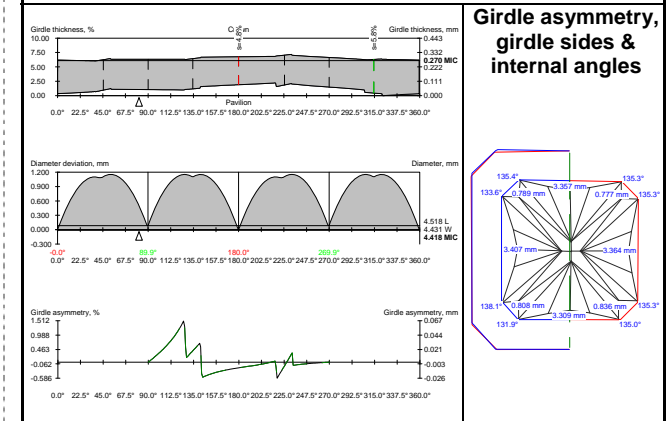 Girdle thickness, %
Girdle thickness, mm
10.00
7.50
5.00
2.50
0.00
s=4.8%
s=5.8%
0.443
0.332
0.270 MIC
0.222
0.111
0.000
Pavilion
0.0° 22.5° 45.0° 67.5° 90.0° 112.5° 135.0° 157.5° 180.0° 202.5° 225.0° 247.5° 270.0° 292.5° 315.0° 337.5° 360.0°
Diameter deviation, mm
Diameter, mm
1.200
0.900
0.600
0.300
0.000
-0.300
4.518 L
4.431 W
4.418 MIC
-0.0° 89.9° 180.0° 269.9°
0.0° 22.5° 45.0° 67.5° 90.0° 112.5° 135.0° 157.5° 180.0° 202.5° 225.0° 247.5° 270.0° 292.5° 315.0° 337.5° 360.0°
Girdle asymmetry, %
Girdle asymmetry, mm
1.512
0.988
0.463
-0.062
-0.586
0.067
0.044
0.021
-0.003
-0.026
0.0° 22.5° 45.0° 67.5° 90.0° 112.5° 135.0° 157.5° 180.0° 202.5° 225.0° 247.5° 270.0° 292.5° 315.0° 337.5° 360.0°
Girdle asymmetry,
girdle sides &
internal angles
135.4°
3.357 mm
135.3°
133.6°
0.789 mm
0.777 mm
135.3°
3.407 mm
3.364 mm
138.1°
0.808 mm
0.836 mm
135.3°
131.9°
3.309 mm
135.0°